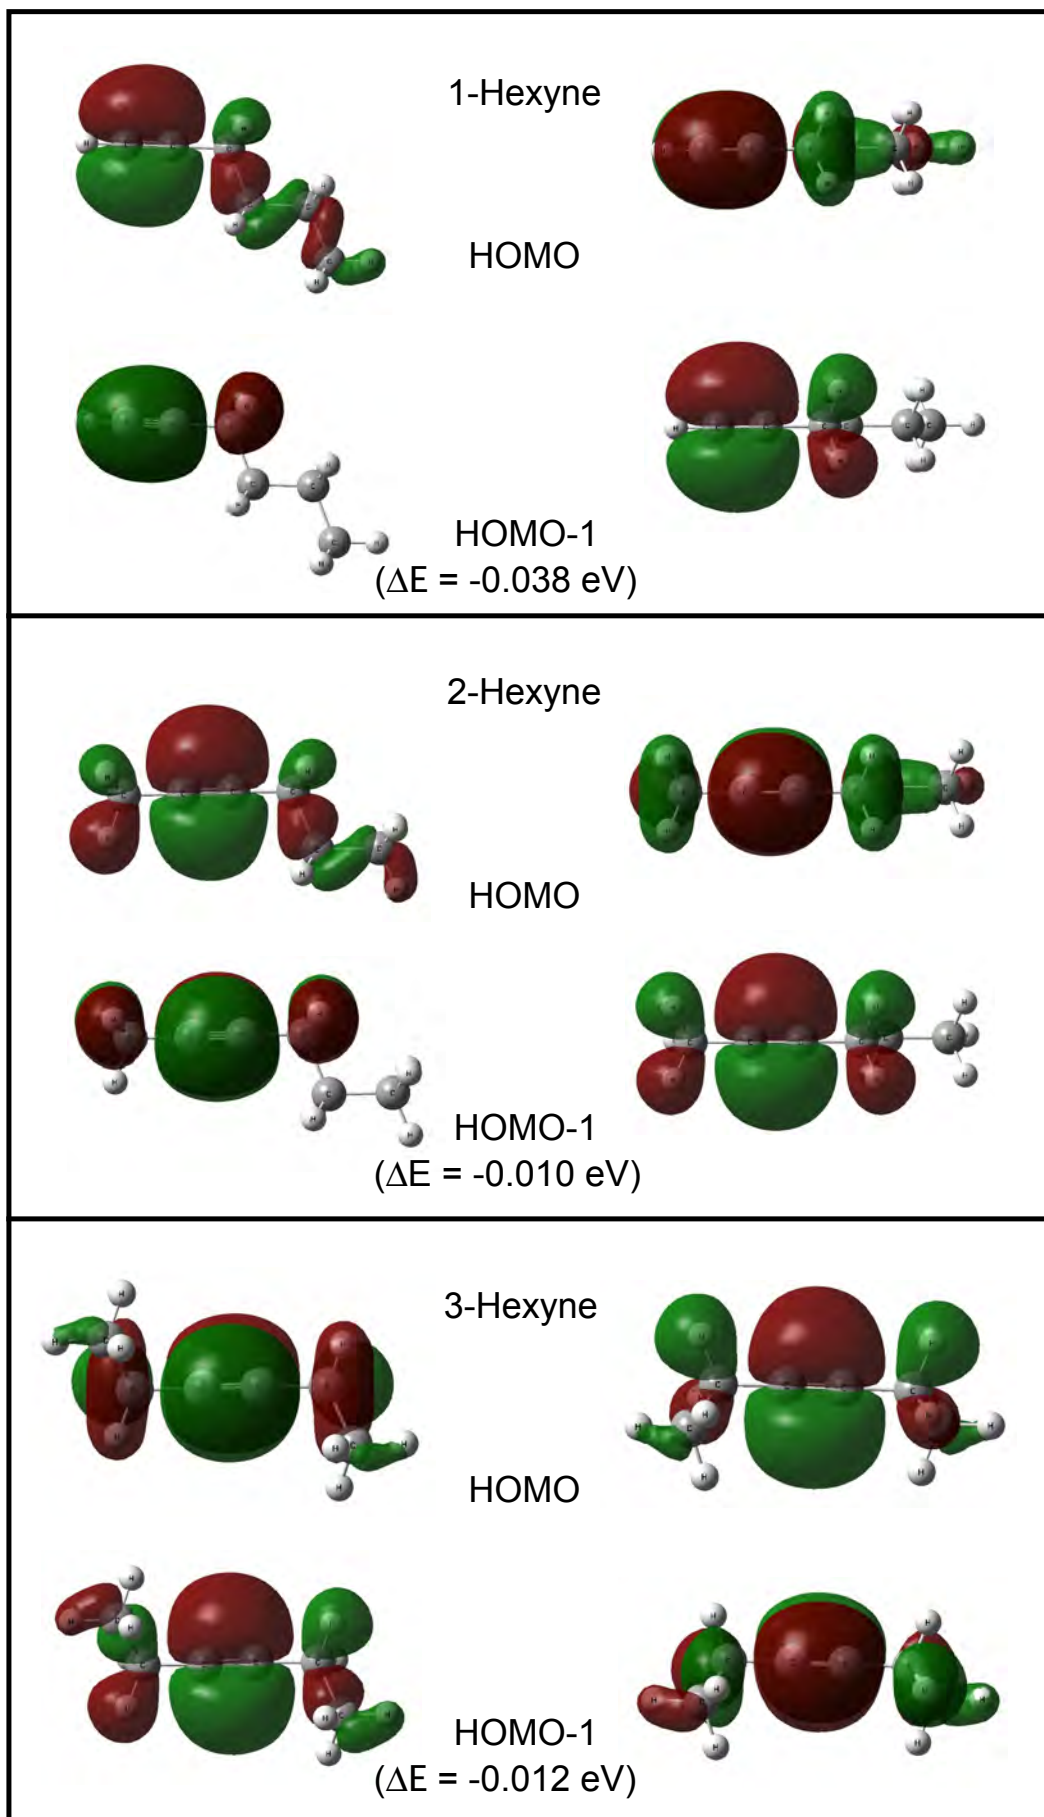 1-Hexyne
HOMO
HOMO-1
(ΔE = -0.038 eV)
2-Hexyne
HOMO
HOMO-1
(ΔE = -0.010 eV)
3-Hexyne
HOMO
HOMO-1
(ΔE = -0.012 eV)